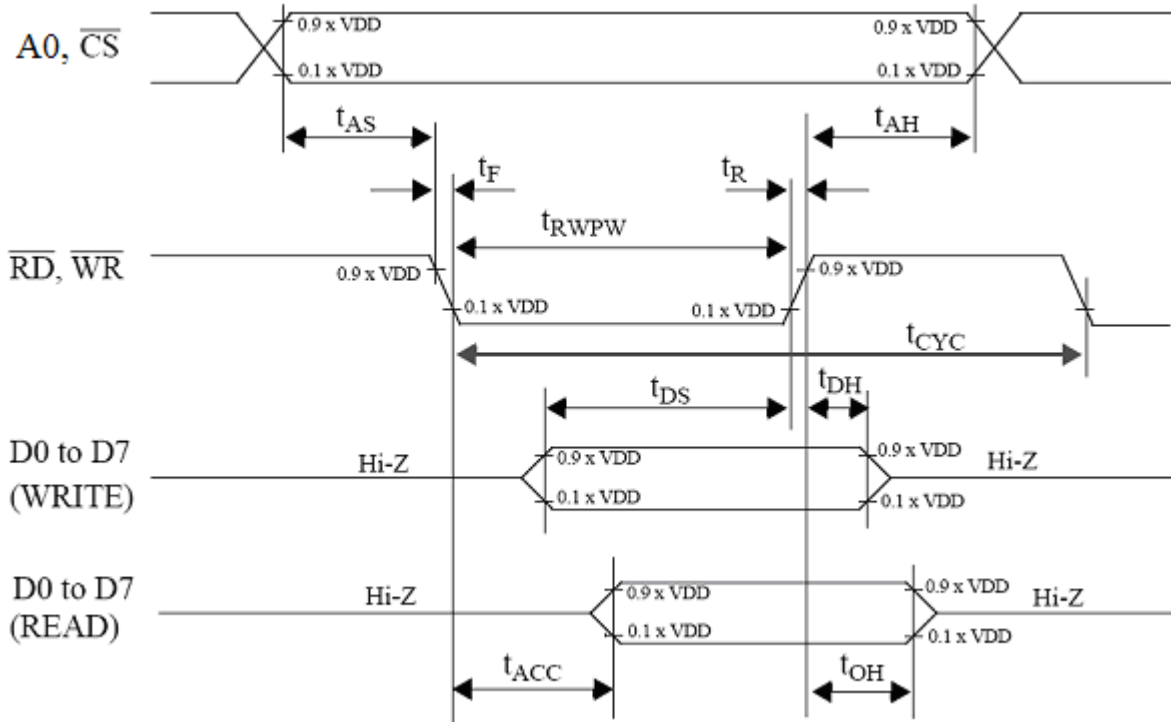 0.9 x VDD 0.9 x VDD
A0, C̅S̅
0.1 x VDD 0.1 x VDD
tAS tAH
tF tR
tRWPW
R̅D̅, W̅R̅
0.9 x VDD 0.9 x VDD
0.1 x VDD 0.1 x VDD
tCYC
tDS tDH
D0 to D7
(WRITE)
Hi-Z 0.9 x VDD 0.9 x VDD Hi-Z
0.1 x VDD 0.1 x VDD
D0 to D7
(READ)
Hi-Z 0.9 x VDD 0.9 x VDD Hi-Z
0.1 x VDD 0.1 x VDD
tACC tOH